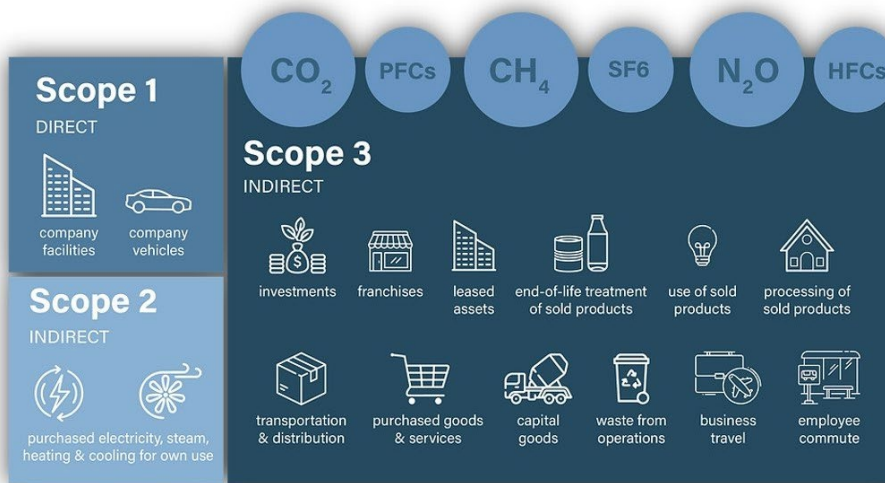 CO2
PFCs
CH4
SF6
N2O
HFCs
Scope 1
DIRECT
company
facilities
company
vehicles
Scope 2
INDIRECT
purchased electricity, steam,
heating & cooling for own use
Scope 3
INDIRECT
investments
franchises
leased
assets
end-of-life treatment
of sold products
use of sold
products
processing of
sold products
transportation
& distribution
purchased goods
& services
capital
goods
waste from
operations
business
travel
employee
commute